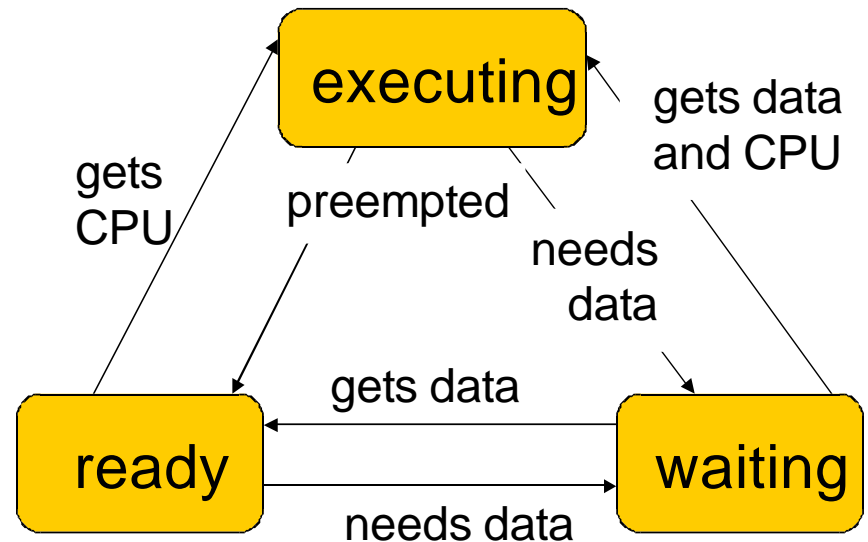 executing
gets data
and CPU
gets
CPU
preempted
needs
data
gets data
ready
waiting
needs data